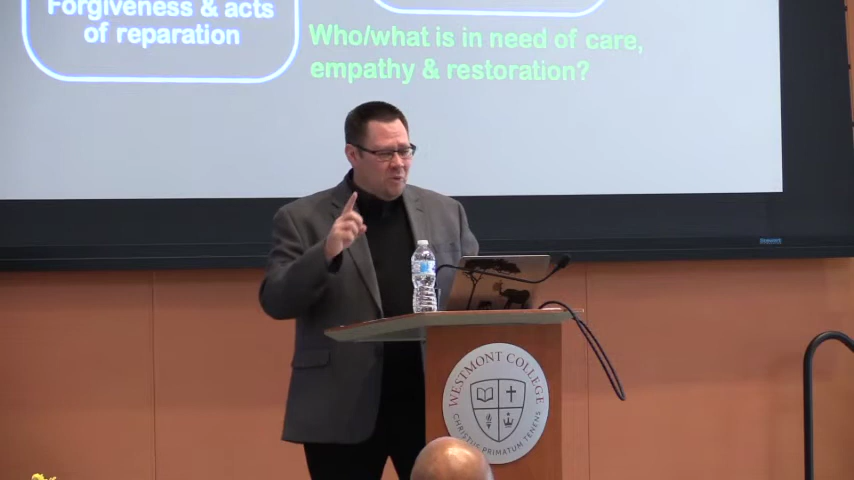 Forgiveness & acts
of reparation
Who/what is in need of care,
empathy & restoration?
WESTMONT COLLEGE
CHRISTUS PRIMATUM TENENS